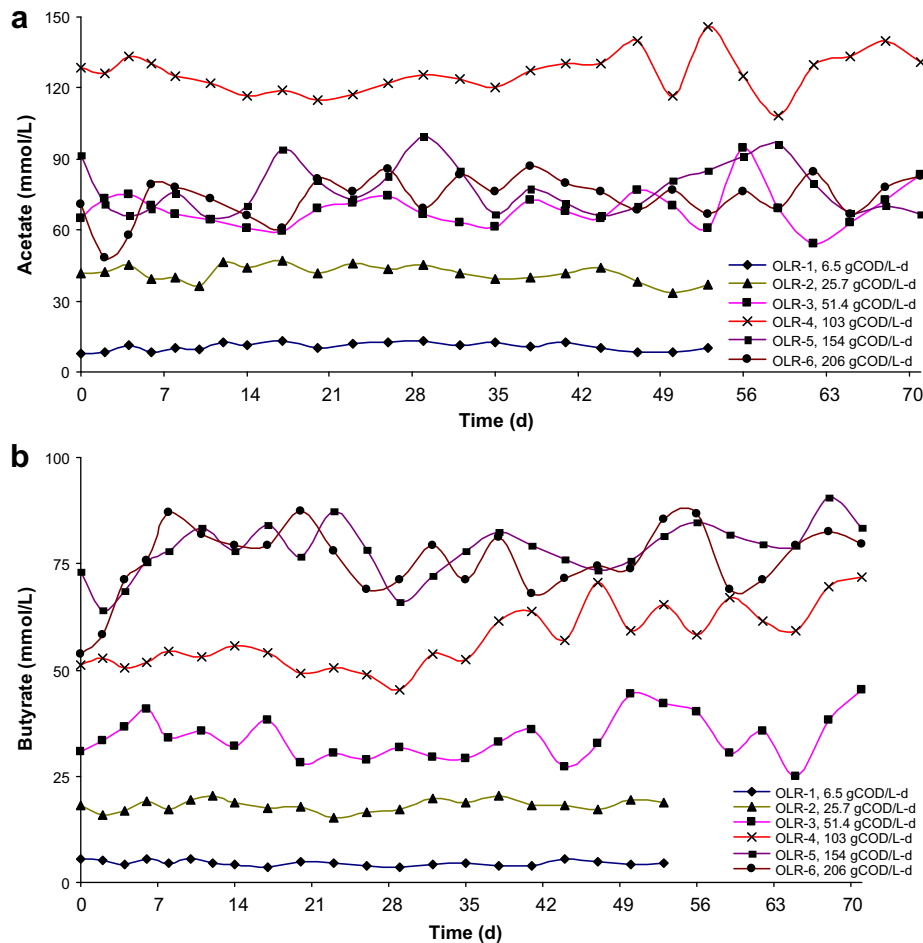 a
150
120
90
60
30
0
Acetate (mmol/L)
OLR-1, 6.5 gCOD/L-d
OLR-2, 25.7 gCOD/L-d
OLR-3, 51.4 gCOD/L-d
OLR-4, 103 gCOD/L-d
OLR-5, 154 gCOD/L-d
OLR-6, 206 gCOD/L-d
0 7 14 21 28 35 42 49 56 63 70
Time (d)
b
100
75
50
25
0
Butyrate (mmol/L)
OLR-1, 6.5 gCOD/L-d
OLR-2, 25.7 gCOD/L-d
OLR-3, 51.4 gCOD/L-d
OLR-4, 103 gCOD/L-d
OLR-5, 154 gCOD/L-d
OLR-6, 206 gCOD/L-d
0 7 14 21 28 35 42 49 56 63 70
Time (d)